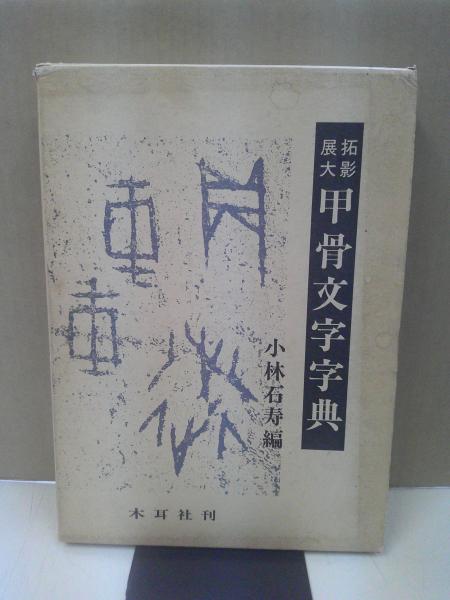 拓影
展大
甲骨文字字典
小林石寿編
木耳社刊